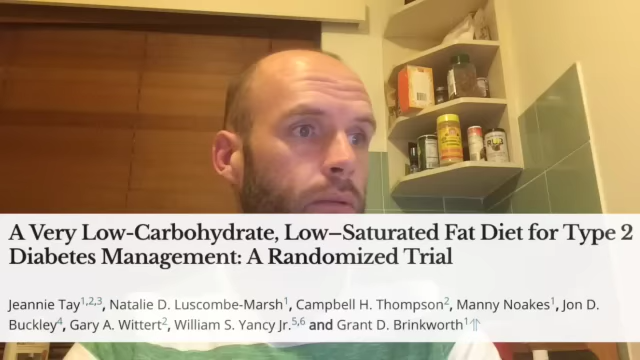 A Very Low-Carbohydrate, Low–Saturated Fat Diet for Type 2
Diabetes Management: A Randomized Trial
Jeannie Tay1,2,3, Natalie D. Luscombe-Marsh1, Campbell H. Thompson2, Manny Noakes1, Jon D.
Buckley4, Gary A. Wittert2, William S. Yancy Jr.5,6 and Grant D. Brinkworth1⇑